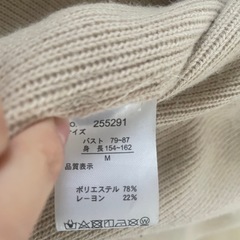 255291
イズ
バスト 79-87
身 長 154-162
M
品質表示
ポリエステル 78%
レーヨン 22%